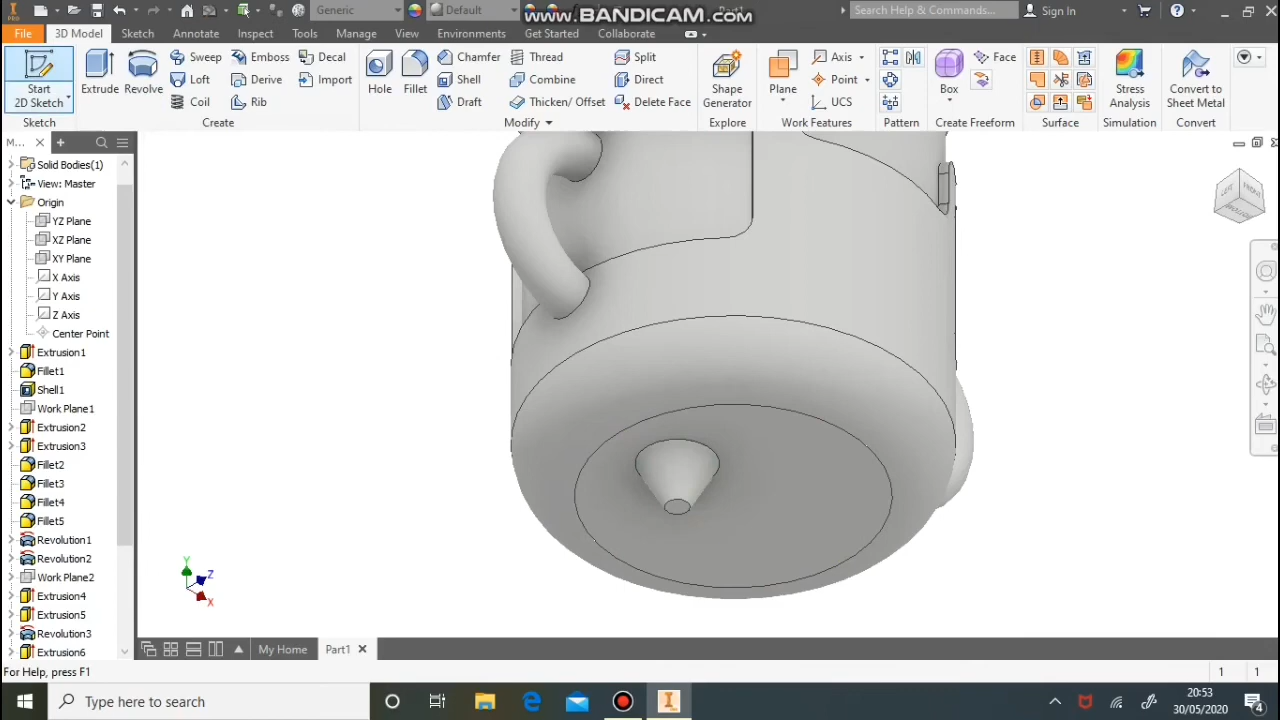 Generic
Default
www.BANDICAM.com
Search Help & Commands...
Sign In
PRO
File
3D Model
Sketch
Annotate
Inspect
Tools
Manage
View
Environments
Get Started
Collaborate
Start
2D Sketch
Extrude
Revolve
Sweep
Loft
Coil
Emboss
Derive
Rib
Decal
Import
Hole
Fillet
Chamfer
Shell
Draft
Thread
Combine
Thicken/ Offset
Split
Direct
Delete Face
Shape
Generator
Plane
Axis
Point
UCS
Box
Face
Stress
Analysis
Convert to
Sheet Metal
Sketch
Create
Modify
Explore
Work Features
Pattern
Create Freeform
Surface
Simulation
Convert
M...
Solid Bodies(1)
View: Master
Origin
YZ Plane
XZ Plane
XY Plane
X Axis
Y Axis
Z Axis
Center Point
Extrusion1
Fillet1
Shell1
Work Plane1
Extrusion2
Extrusion3
Fillet2
Fillet3
Fillet4
Fillet5
Revolution1
Revolution2
Work Plane2
Extrusion4
Extrusion5
Revolution3
Extrusion6
LEFT
FRONT
BOTTOM
Y
Z
X
My Home
Part1
For Help, press F1
1
1
Type here to search
20:53
30/05/2020
4